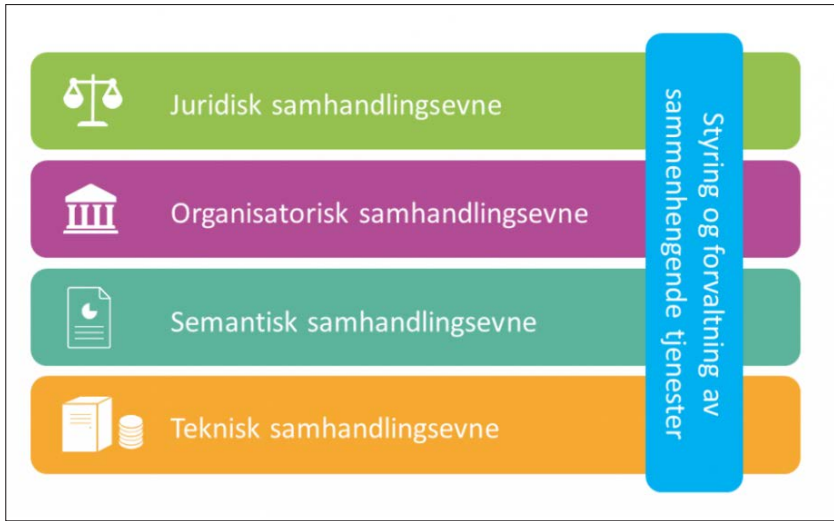 Juridisk samhandlingsevne
Organisatorisk samhandlingsevne
Semantisk samhandlingsevne
Teknisk samhandlingsevne
Styring og forvaltning av
sammenhengende tjenester